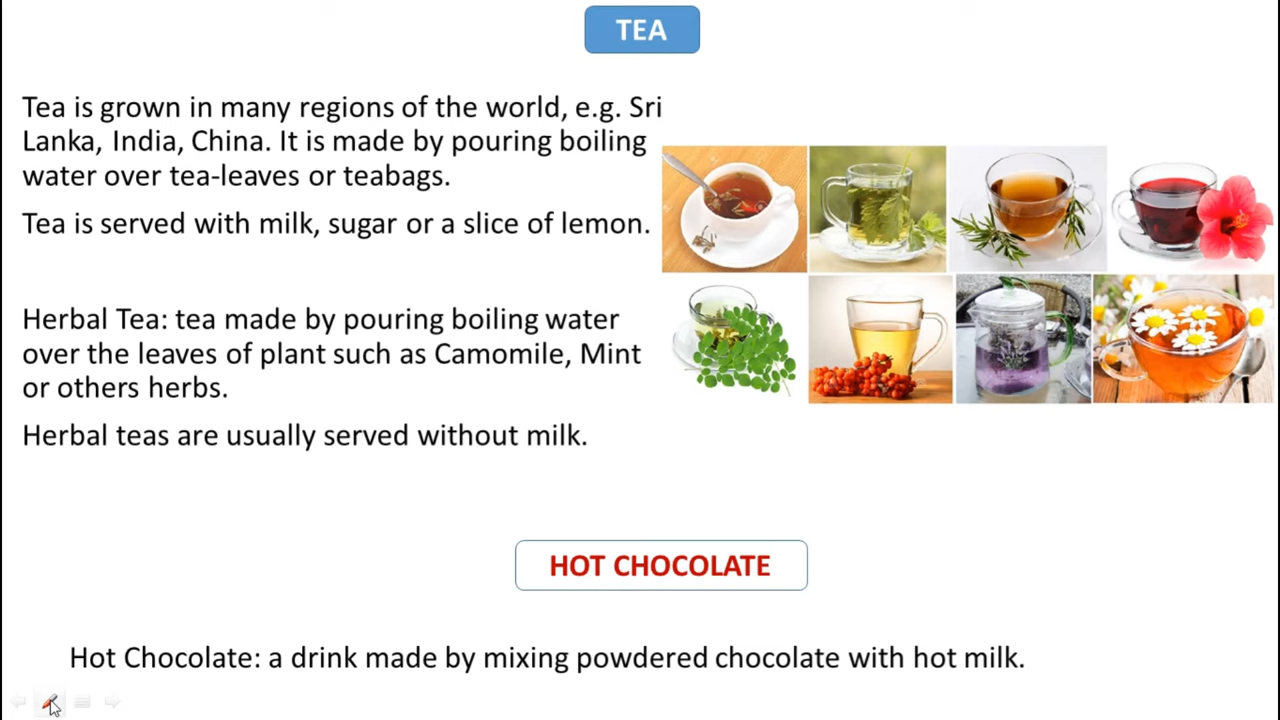 TEA
Tea is grown in many regions of the world, e.g. Sri
Lanka, India, China. It is made by pouring boiling
water over tea-leaves or teabags.
Tea is served with milk, sugar or a slice of lemon.
Herbal Tea: tea made by pouring boiling water
over the leaves of plant such as Camomile, Mint
or others herbs.
Herbal teas are usually served without milk.
HOT CHOCOLATE
Hot Chocolate: a drink made by mixing powdered chocolate with hot milk.